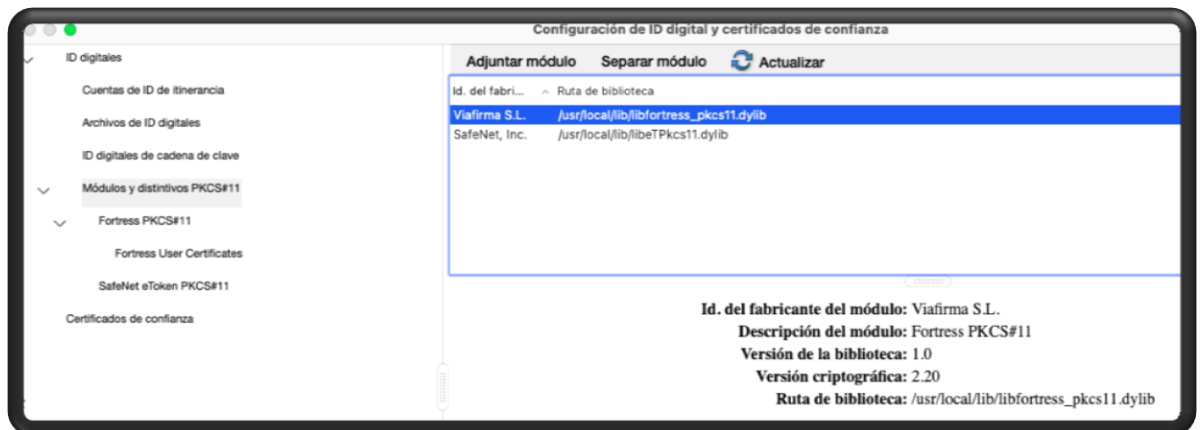 Configuración de ID digital y certificados de confianza
ID digitales
Cuentas de ID de itinerancia
Archivos de ID digitales
ID digitales de cadena de clave
Módulos y distintivos PKCS#11
Fortress PKCS#11
Fortress User Certificates
SafeNet eToken PKCS#11
Certificados de confianza
Adjuntar módulo Separar módulo Actualizar
Id. del fabri... Ruta de biblioteca
Viafirma S.L. /usr/local/lib/libfortress_pkcs11.dylib
SafeNet, Inc. /usr/local/lib/libeTPkcs11.dylib
Id. del fabricante del módulo: Viafirma S.L.
Descripción del módulo: Fortress PKCS#11
Versión de la biblioteca: 1.0
Versión criptográfica: 2.20
Ruta de biblioteca: /usr/local/lib/libfortress_pkcs11.dylib